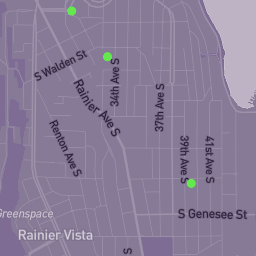 S Walden St
34th Ave S
Rainier Ave S
37th Ave S
Renton Ave S
39th Ave S
41st Ave S
Greenspace
S Genesee St
Rainier Vista
S